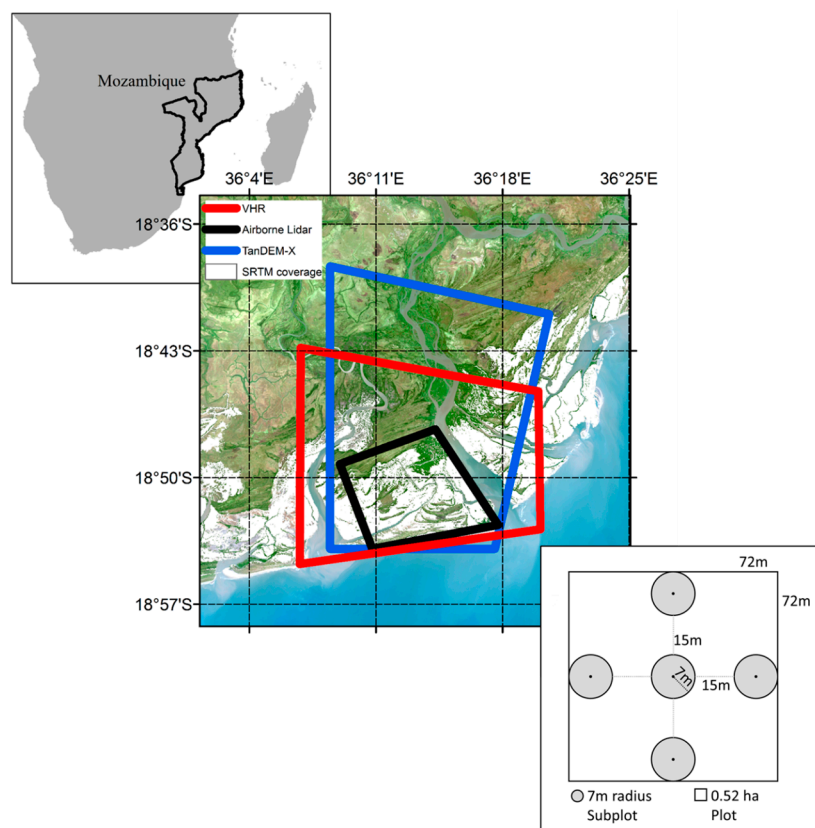 Mozambique
36°4'E 36°11'E 36°18'E 36°25'E
VHR
Airborne Lidar
TanDEM-X
SRTM coverage
18°36'S
18°43'S
18°50'S
18°57'S
72m
72m
15m
7m
15m
7m radius
Subplot
0.52 ha
Plot